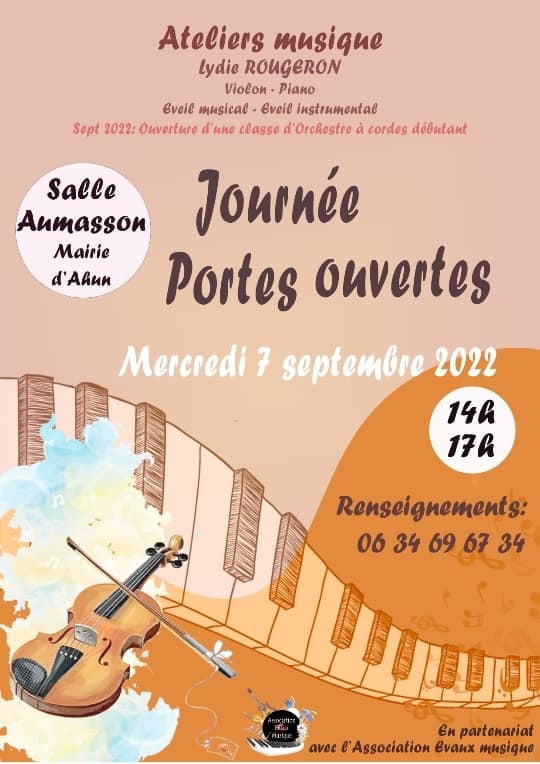 Ateliers musique
Lydie ROUGERON
Violon - Piano
Eveil musical - Eveil instrumental
Sept 2022: Ouverture d'une classe d'Orchestre à cordes débutant
Salle
Aumasson
Mairie
d'Ahun
Journée
Portes ouvertes
Mercredi 7 septembre 2022
14h
17h
Renseignements:
06 34 69 67 34
Association
Musique
En partenariat
avec l'Association Evaux musique